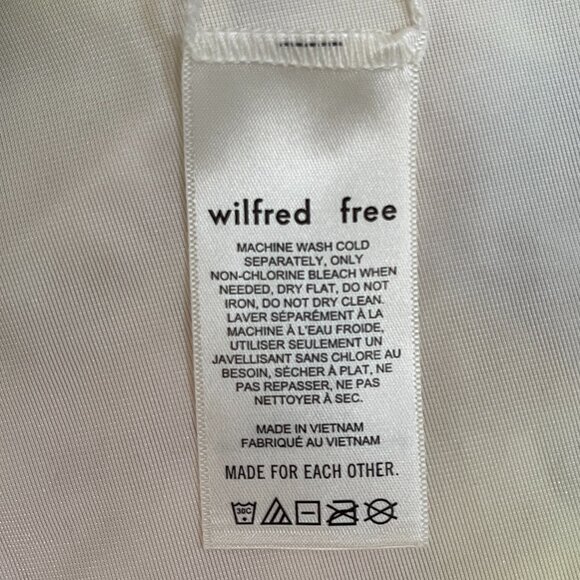 wilfred free
MACHINE WASH COLD
SEPARATELY, ONLY
NON-CHLORINE BLEACH WHEN
NEEDED, DRY FLAT, DO NOT
IRON, DO NOT DRY CLEAN.
LAVER SÉPARÉMENT À LA
MACHINE À L'EAU FROIDE,
UTILISER SEULEMENT UN
JAVELLISANT SANS CHLORE AU
BESOIN, SÉCHER À PLAT, NE
PAS REPASSER, NE PAS
NETTOYER À SEC.
MADE IN VIETNAM
FABRIQUÉ AU VIETNAM
MADE FOR EACH OTHER.
30C